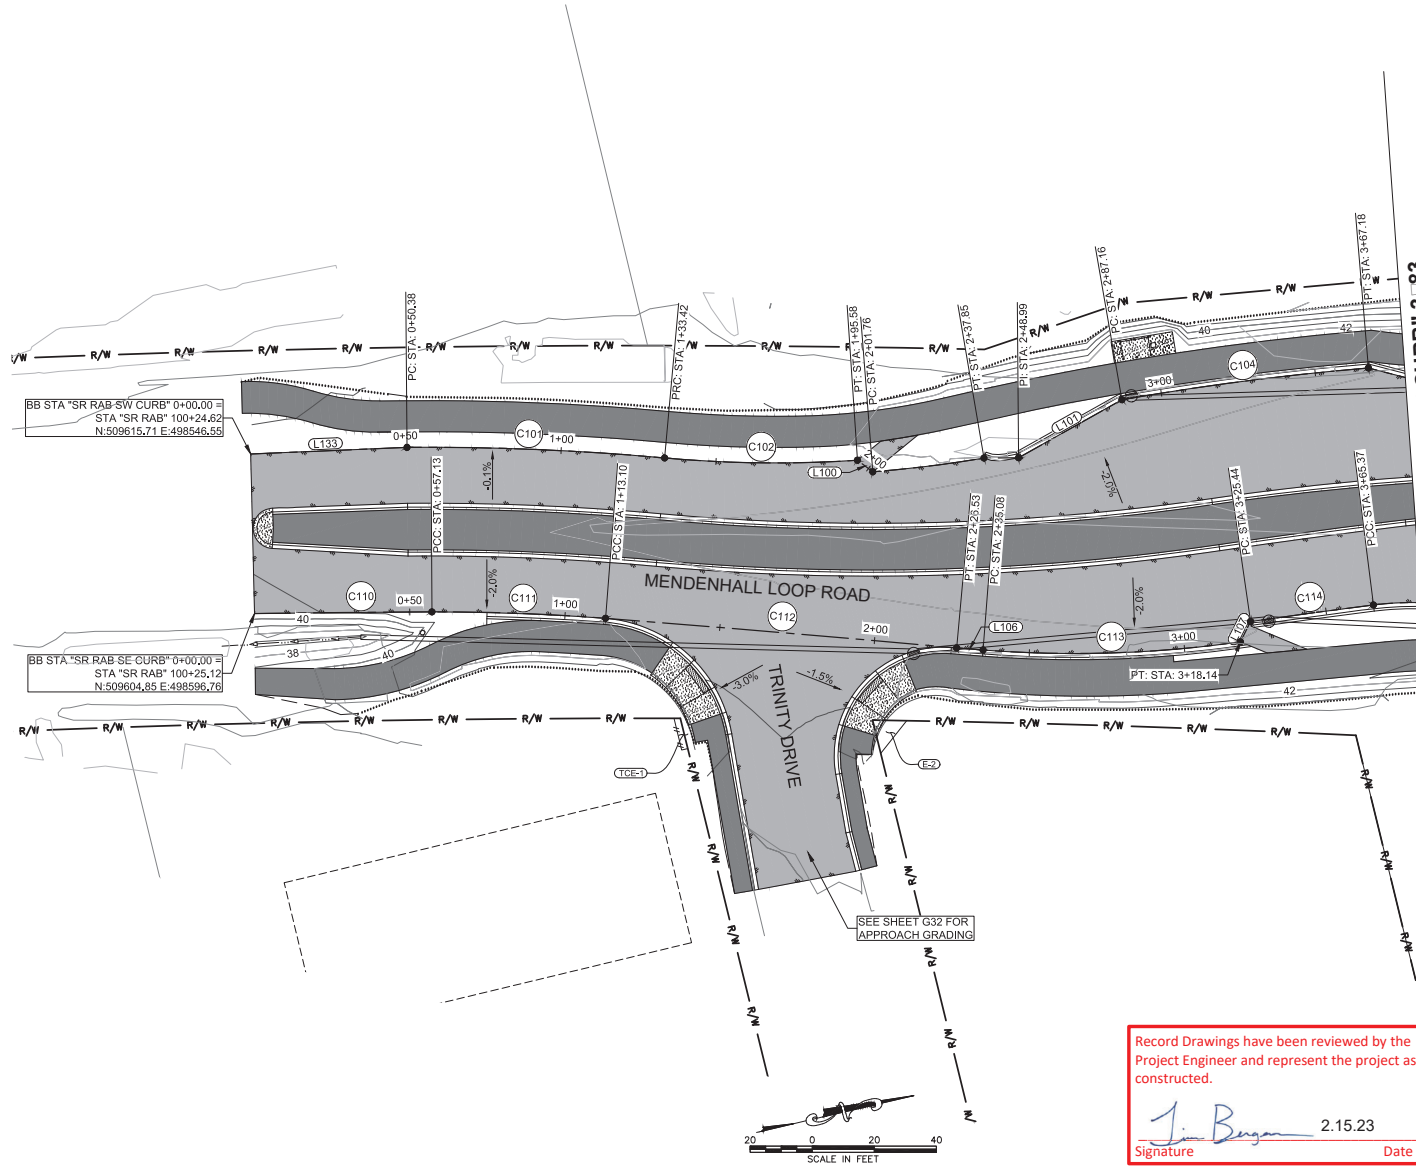 PC: STA: 0+50.38
PRC: STA: 1+33.42
PT: STA: 1+95.58
PC: STA: 2+01.76
PT: STA: 2+37.85
PI: STA: 2+48.99
PC: STA: 2+87.16
PT: STA: 3+67.18
R/W R/W R/W R/W R/W R/W R/W R/W R/W R/W R/W
R/W
R/W
R/W
R/W
40
42
BB STA "SR RAB SW CURB" 0+00.00 =
STA "SR RAB" 100+24.62
N:509615.71 E:498546.55
L133
0+50
C101
1+00
C102
L100
2+00
L101
3+00
C104
-0.1%
-2.0%
PCC: STA: 0+57.13
PCC: STA: 1+13.10
PT: STA: 2+26.53
PC: STA: 2+35.08
PC: STA: 3+25.44
PCC: STA: 3+65.37
MENDENHALL LOOP ROAD
-2.0%
-2.0%
C110
0+50
C111
1+00
C112
2+00
L106
C113
3+00
L107
C114
PT: STA: 3+18.14
40
38
40
42
BB STA "SR RAB SE CURB" 0+00.00 =
STA "SR RAB" 100+25.12
N:509604.85 E:498596.76
-3.0%
-1.5%
TRINITY DRIVE
TCE-1
E-2
R/W R/W R/W R/W R/W R/W R/W R/W
R/W R/W R/W R/W R/W
R/W
R/W
R/W
R/W
R/W
R/W
R/W
R/W
R/W
R/W
R/W
R/W
SEE SHEET G32 FOR
APPROACH GRADING
20 0 20 40
SCALE IN FEET
Record Drawings have been reviewed by the
Project Engineer and represent the project as
constructed.
Jim Bergan 2.15.23
Signature Date